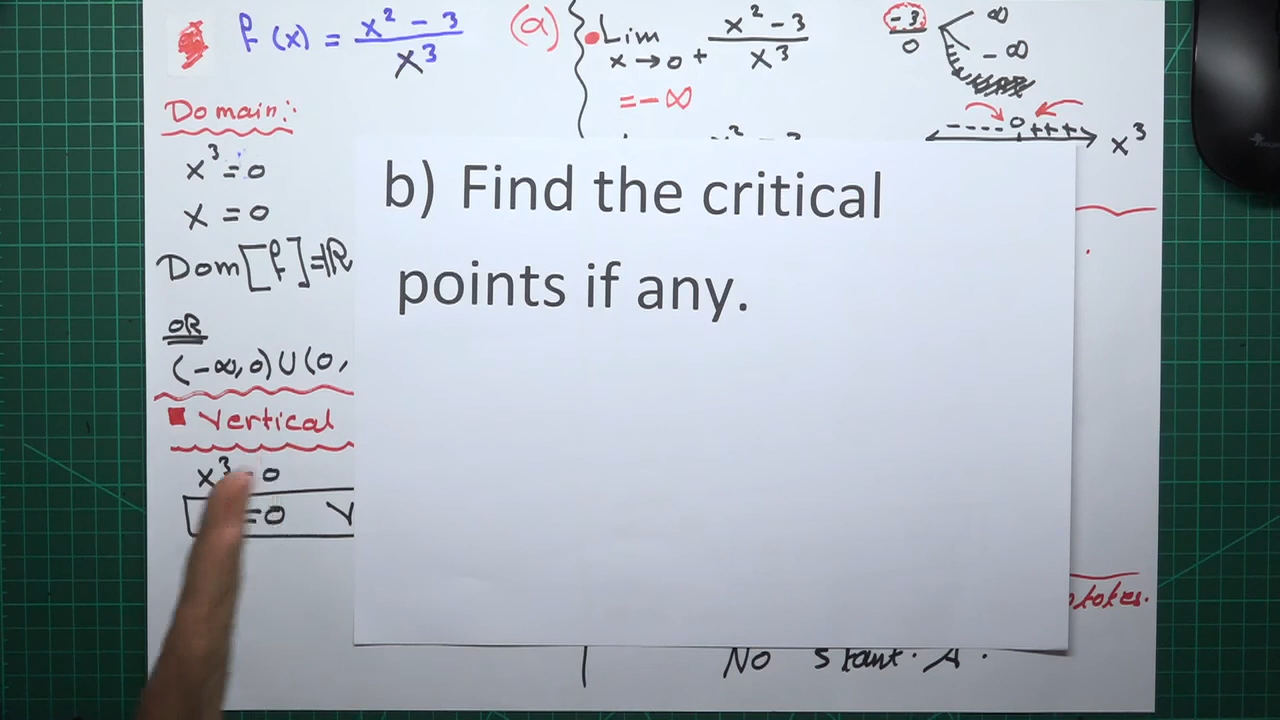 f(x) = x² - 3 / x³
(a)
Lim x→0+ x² - 3 / x³
= -∞
-3 / 0
∞
- ∞
---- 0 +++ x³
Domain:
x³ = 0
x = 0
Dom[f] = ℝ
OR
(-∞, 0) ∪ (0,
Vertical
x³ = 0
=0
b) Find the critical
points if any.
No slant. A.